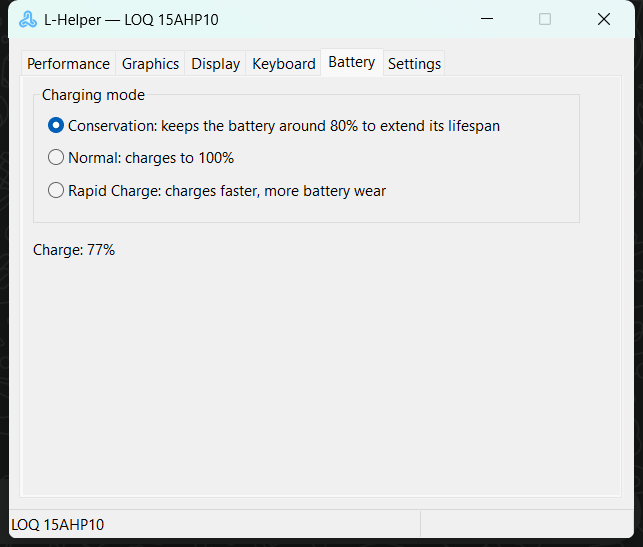 L-Helper — LOQ 15AHP10
Performance Graphics Display Keyboard Battery Settings
Charging mode
Conservation: keeps the battery around 80% to extend its lifespan
Normal: charges to 100%
Rapid Charge: charges faster, more battery wear
Charge: 77%
LOQ 15AHP10